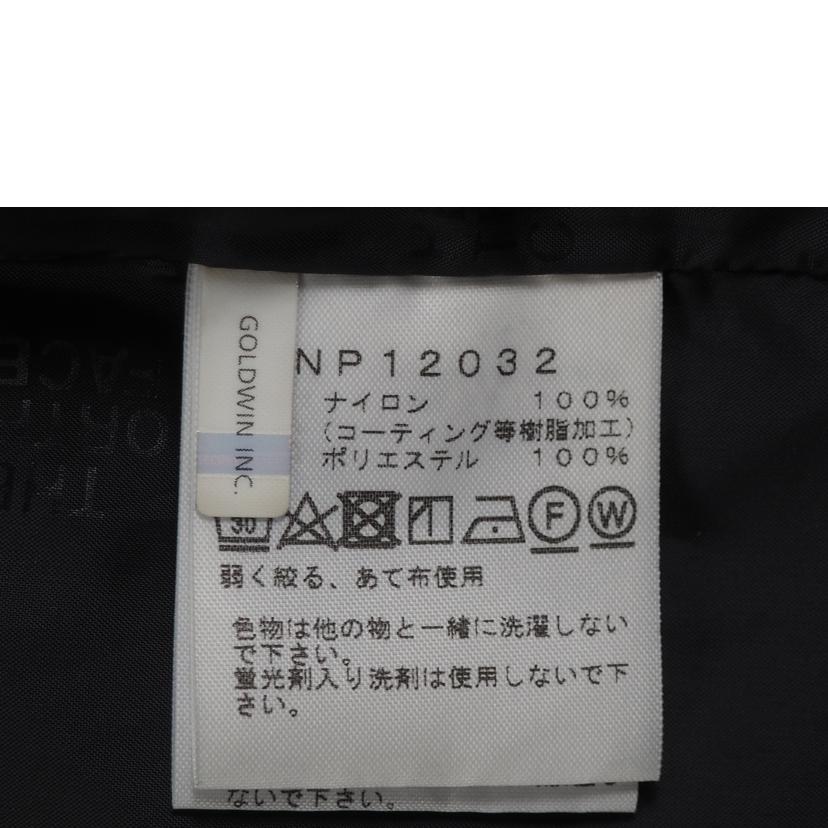 GOLDWIN INC.
NP12032
ナイロン 100%
(コーティング等樹脂加工)
ポリエステル 100%
30
F
W
弱く絞る、あて布使用
色物は他の物と一緒に洗濯しない
で下さい。
蛍光剤入り洗剤は使用しないで下
さい。
ないで下さい。
THE
NORTH
FACE